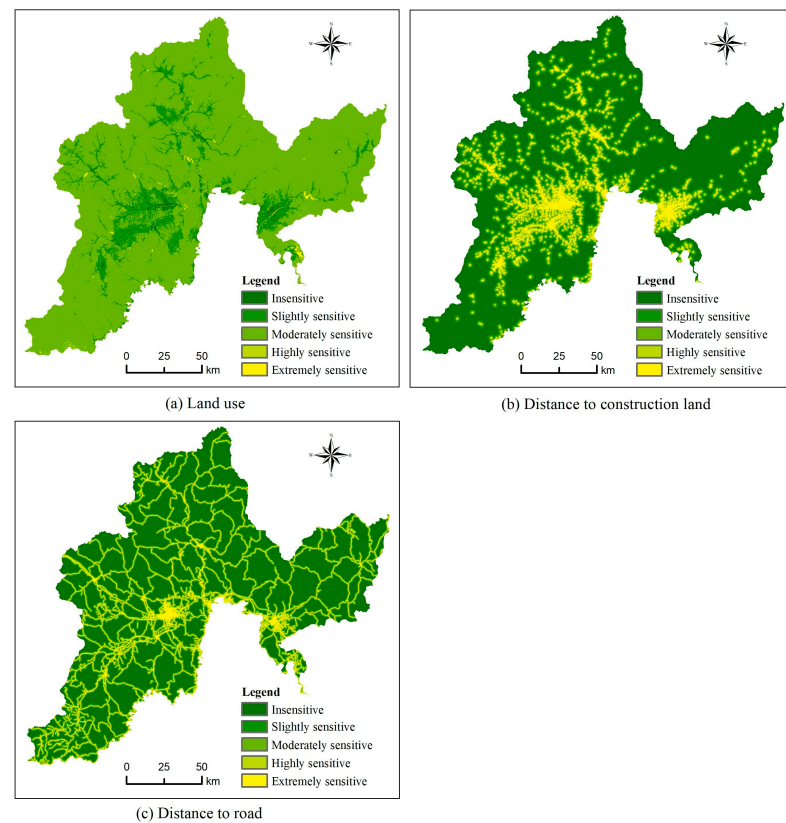 N
W E
S
Legend
Insensitive
Slightly sensitive
Moderately sensitive
Highly sensitive
Extremely sensitive
0 25 50
km
(a) Land use
N
W E
S
Legend
Insensitive
Slightly sensitive
Moderately sensitive
Highly sensitive
Extremely sensitive
0 25 50
km
(b) Distance to construction land
N
W E
S
Legend
Insensitive
Slightly sensitive
Moderately sensitive
Highly sensitive
Extremely sensitive
0 25 50
km
(c) Distance to road